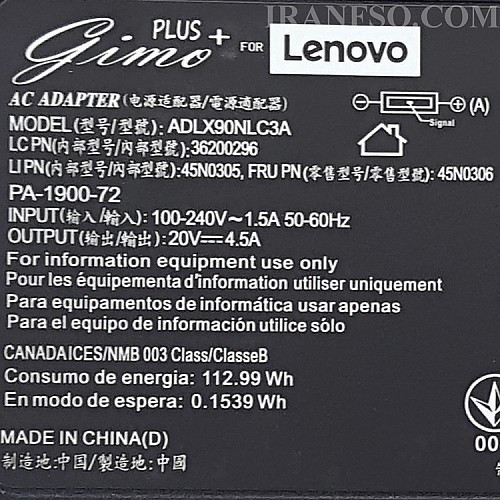 IRANESO.COM
Gimo PLUS + FOR Lenovo
AC ADAPTER (电源适配器/電源適配器)
(A)
Signal
MODEL(型号/型號): ADLX90NLC3A
LC PN(内部型号/內部型號):36200296
LI PN(内部型号/內部型號): 45N0305, FRU PN(零售型号/零售型號): 45N0306
PA-1900-72
INPUT(输入/輸入): 100-240V～1.5A 50-60Hz
OUTPUT(输出/輸出): 20V⎓4.5A
For information equipment use only
Pour les équipementa d'information utiliser uniquement
Para equipamentos de informática usar apenas
Para el equipo de información utilice sólo
CANADAICES/NMB 003 Class/ClasseB
Consumo de energia: 112.99 Wh
En modo de espera: 0.1539 Wh
00
MADE IN CHINA(D)
制造地:中国/製造地:中國